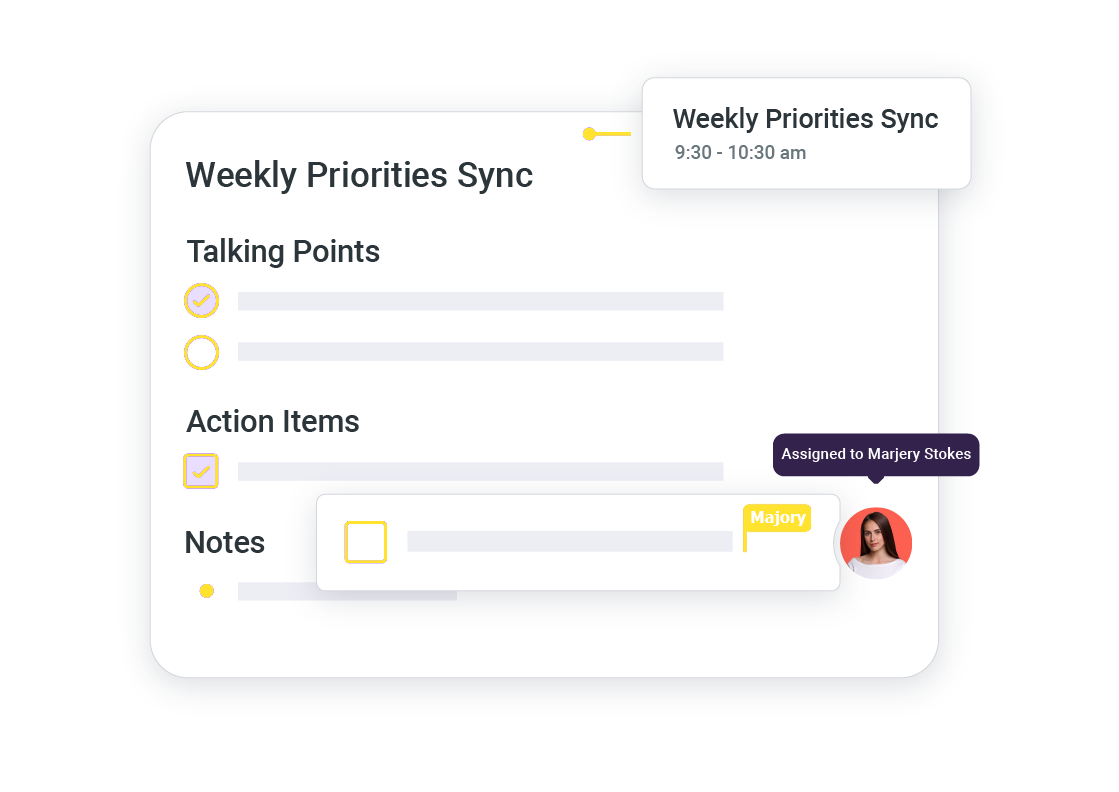 Weekly Priorities Sync
9:30 - 10:30 am
Weekly Priorities Sync
Talking Points
Action Items
Assigned to Marjery Stokes
Majory
Notes